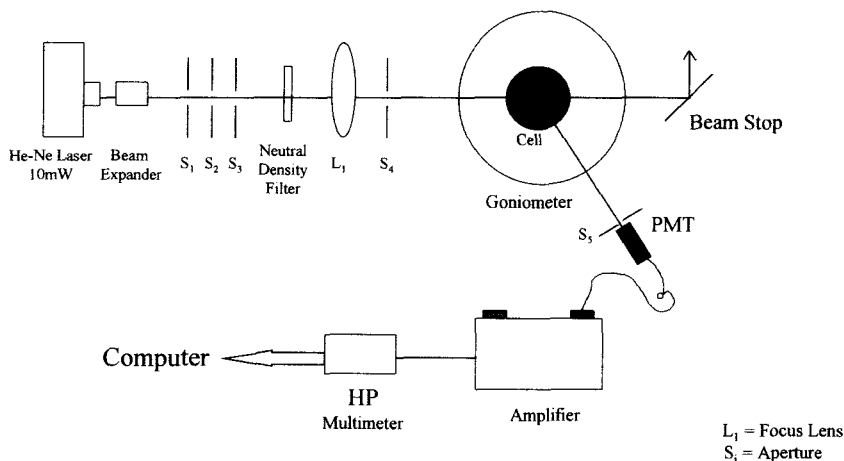 He-Ne Laser
10mW
Beam
Expander
S1
S2
S3
Neutral
Density
Filter
L1
S4
Cell
Goniometer
Beam Stop
S5
PMT
Computer
HP
Multimeter
Amplifier
L1 = Focus Lens
Si = Aperture